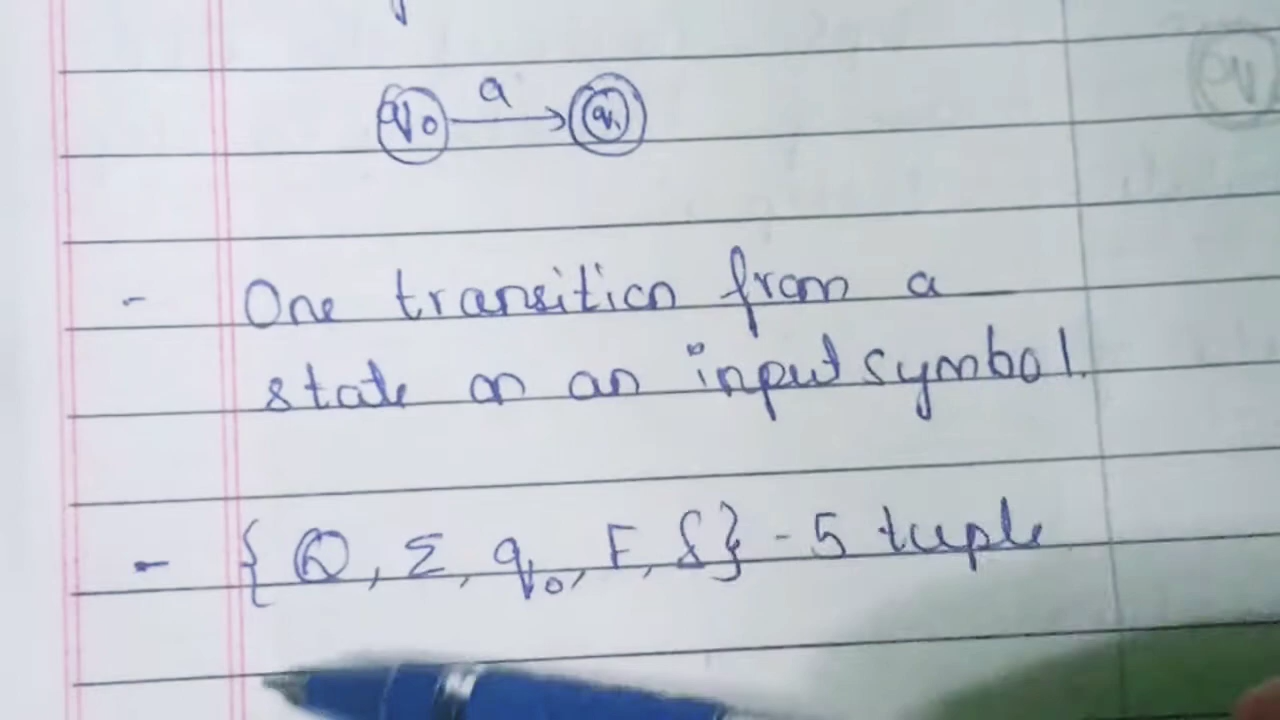 q0 a q1
- One transition from a
state on an input symbol.
- { Q, Σ, q0, F, δ} - 5 tuple